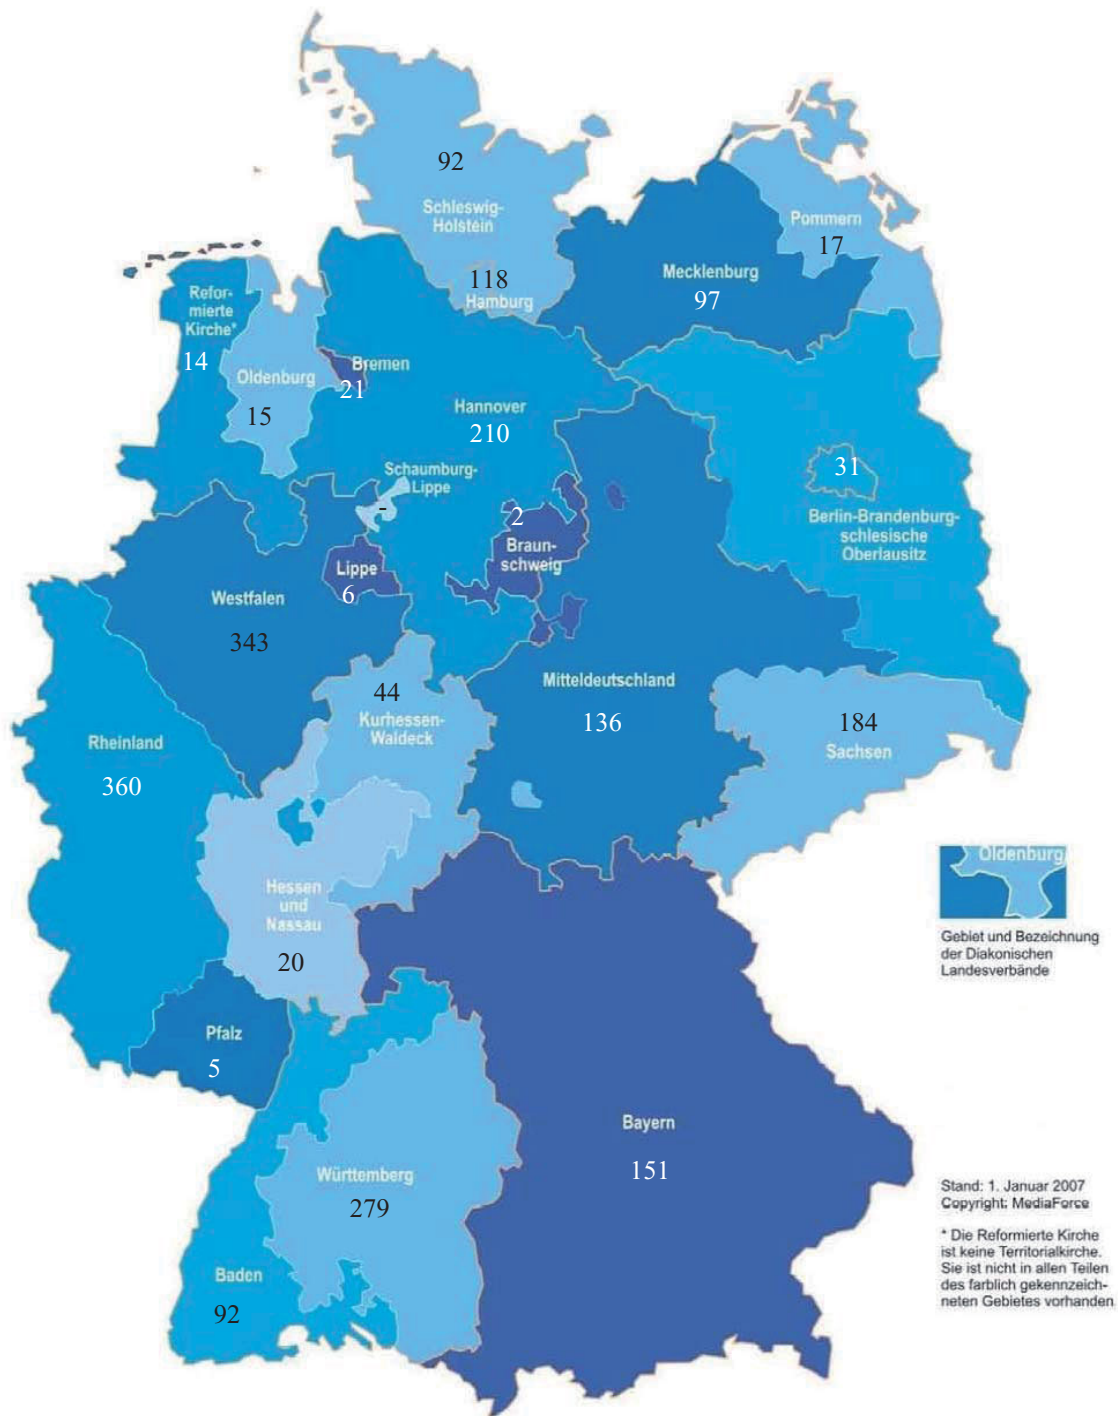 92
Schleswig-
Holstein
118
Hamburg
Pommern
17
Mecklenburg
97
Refor-
mierte
Kirche*
14
Oldenburg
15
Bremen
21
Hannover
210
Schaumburg-
Lippe
-
31
Berlin-Brandenburg-
schlesische
Oberlausitz
2
Braun-
schweig
Lippe
6
Westfalen
343
Mitteldeutschland
136
44
Kurhessen-
Waldeck
184
Sachsen
Rheinland
360
Hessen
und
Nassau
20
Oldenburg
Gebiet und Bezeichnung
der Diakonischen
Landesverbände
Pfalz
5
Bayern
151
Württemberg
279
Baden
92
Stand: 1. Januar 2007
Copyright: MediaForce
* Die Reformierte Kirche
ist keine Territorialkirche.
Sie ist nicht in allen Teilen
des farblich gekennzeich-
neten Gebietes vorhanden